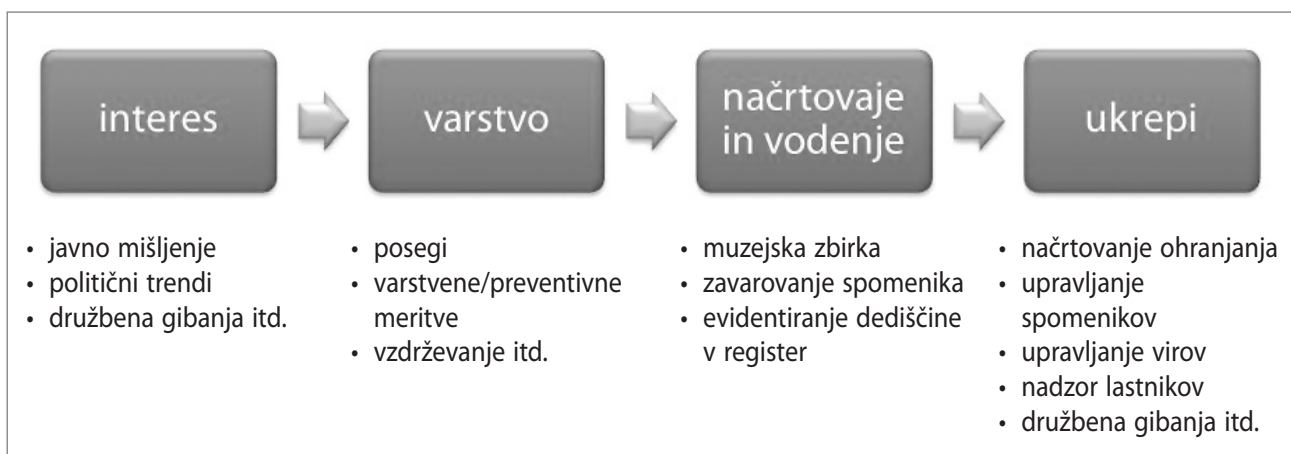 interes
varstvo
načrtovaje
in vodenje
ukrepi
• javno mišljenje
• politični trendi
• družbena gibanja itd.
• posegi
• varstvene/preventivne
meritve
• vzdrževanje itd.
• muzejska zbirka
• zavarovanje spomenika
• evidentiranje dediščine
v register
• načrtovanje ohranjanja
• upravljanje
spomenikov
• upravljanje virov
• nadzor lastnikov
• družbena gibanja itd.